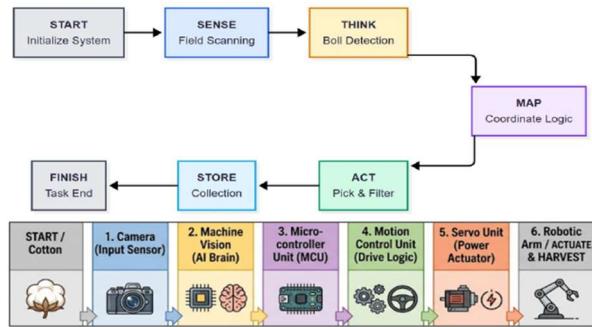 START
Initialize System
SENSE
Field Scanning
THINK
Boll Detection
MAP
Coordinate Logic
FINISH
Task End
STORE
Collection
ACT
Pick & Filter
START /
Cotton
1. Camera
(Input Sensor)
2. Machine
Vision
(AI Brain)
3. Micro-
controller
Unit (MCU)
4. Motion
Control Unit
(Drive Logic)
5. Servo Unit
(Power
Actuator)
6. Robotic
Arm / ACTUATE
& HARVEST